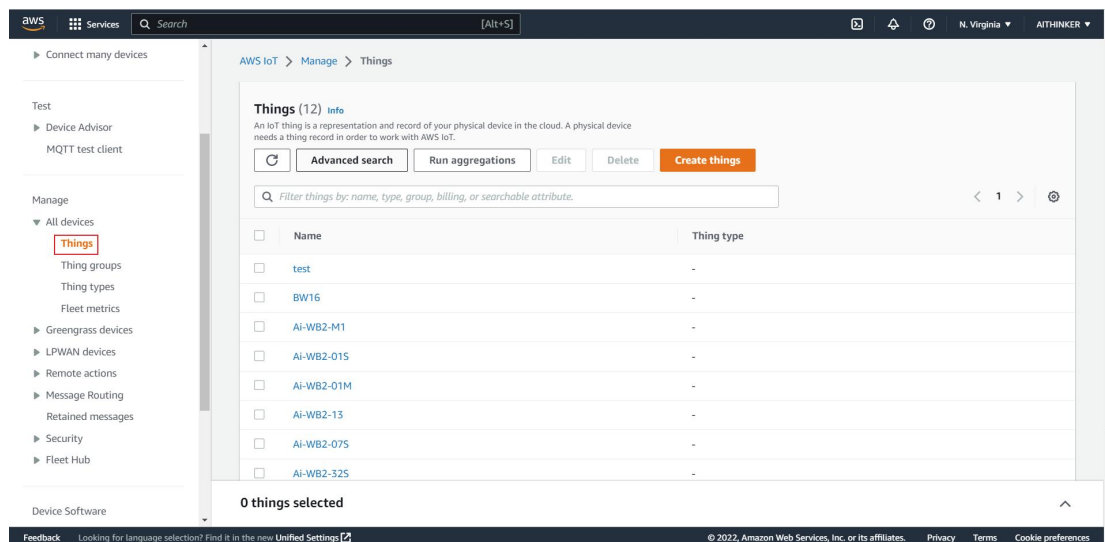 aws Services Search [Alt+S] N. Virginia AITHINKER
Connect many devices
Test
Device Advisor
MQTT test client
Manage
All devices
Things
Thing groups
Thing types
Fleet metrics
Greengrass devices
LPWAN devices
Remote actions
Message Routing
Retained messages
Security
Fleet Hub
Device Software
AWS IoT > Manage > Things
Things (12) Info
An IoT thing is a representation and record of your physical device in the cloud. A physical device
needs a thing record in order to work with AWS IoT.
Advanced search Run aggregations Edit Delete Create things
Filter things by: name, type, group, billing, or searchable attribute. < 1 >
Name Thing type
test -
BW16 -
Ai-WB2-M1 -
Ai-WB2-01S -
Ai-WB2-01M -
Ai-WB2-13 -
Ai-WB2-07S -
Ai-WB2-32S -
0 things selected
Feedback Looking for language selection? Find it in the new Unified Settings © 2022, Amazon Web Services, Inc. or its affiliates. Privacy Terms Cookie preferences